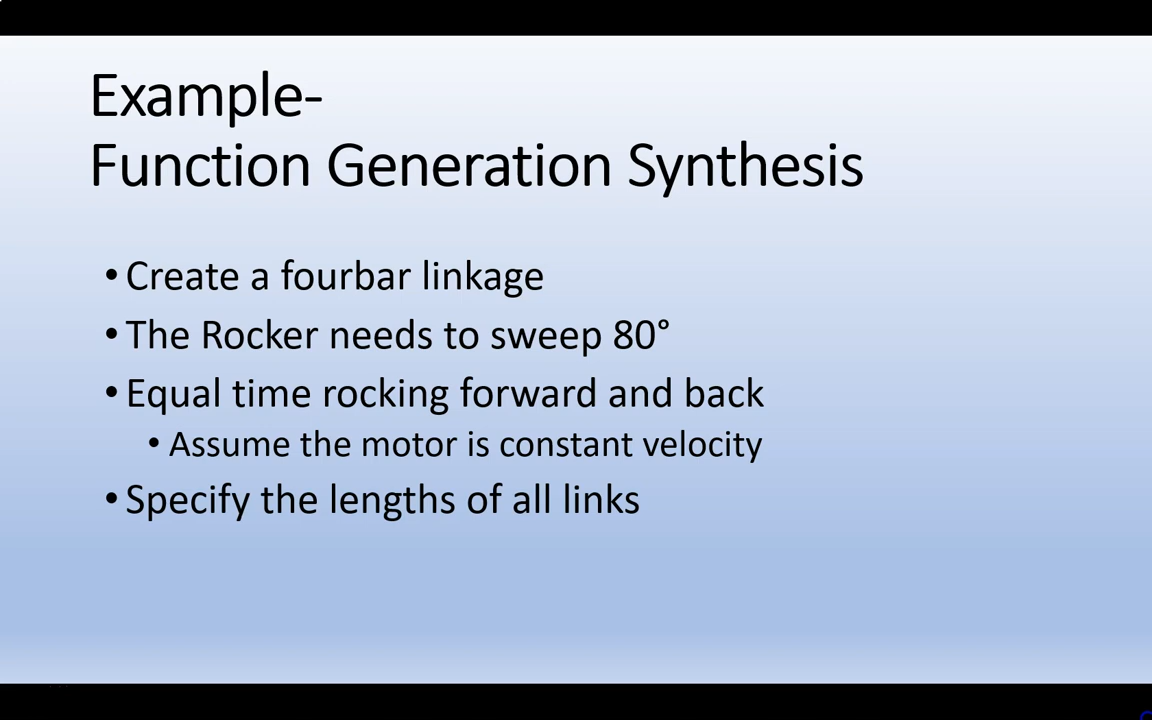 Example-
Function Generation Synthesis
• Create a fourbar linkage
• The Rocker needs to sweep 80°
• Equal time rocking forward and back
• Assume the motor is constant velocity
• Specify the lengths of all links